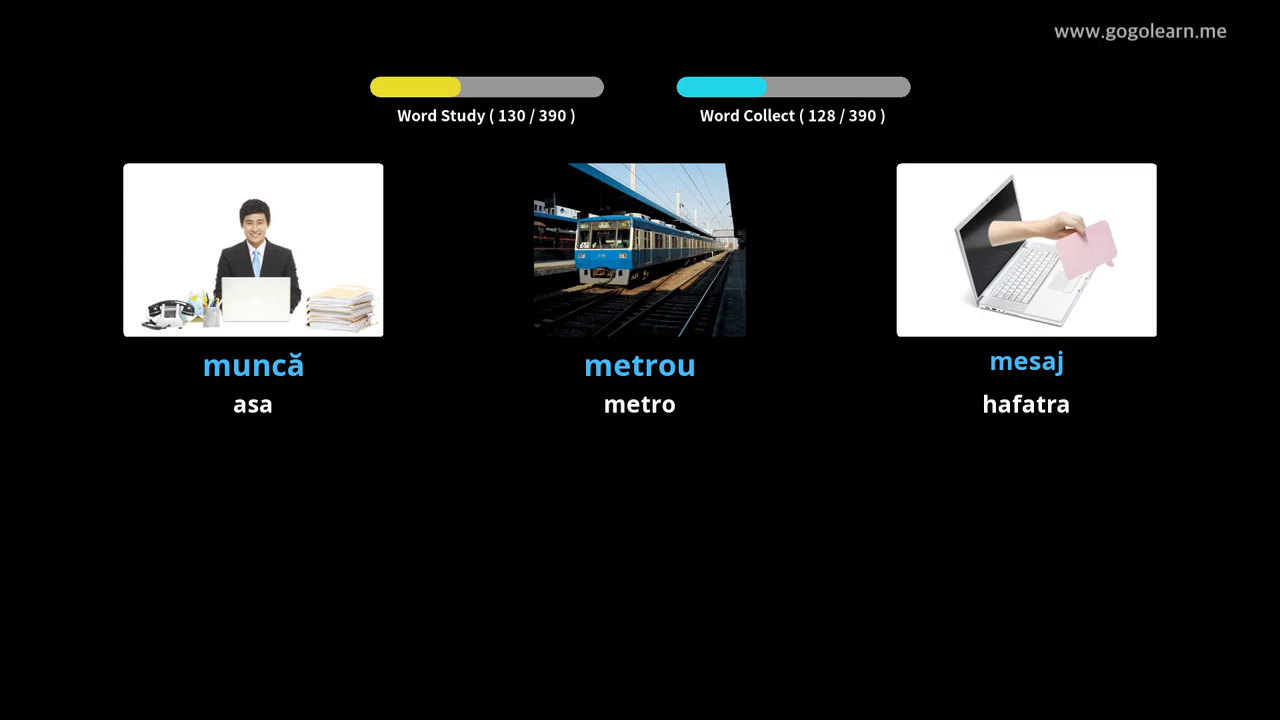 www.gogolearn.me
Word Study ( 130 / 390 )
Word Collect ( 128 / 390 )
muncă
metrou
mesaj
asa
metro
hafatra